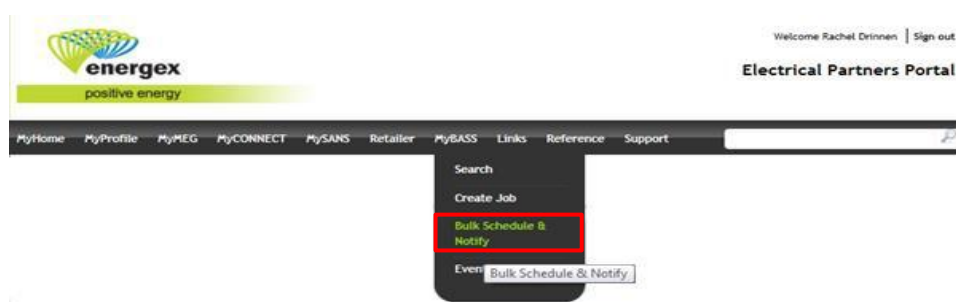 energex
positive energy
Welcome Rachel Drinnen | Sign out
Electrical Partners Portal
MyHome MyProfile MyMEG MyCONNECT MySANS Retailer MyBASS Links Reference Support
Search
Create Job
Bulk Schedule &
Notify
Even
Bulk Schedule & Notify